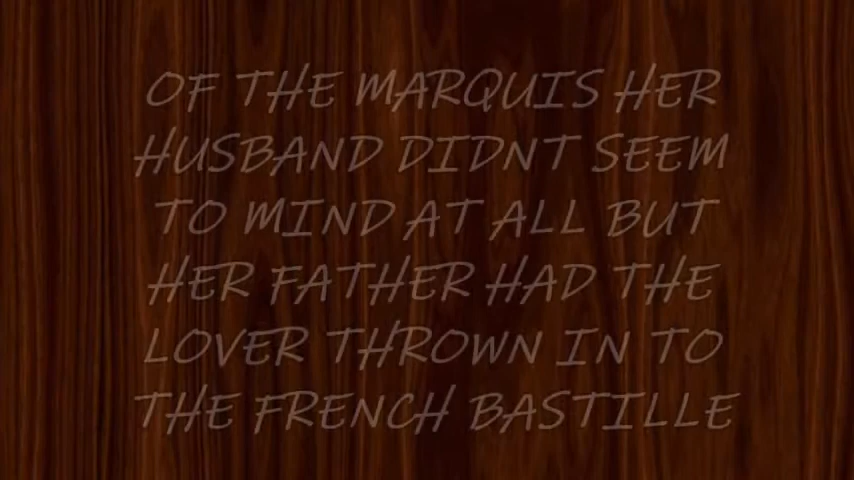 OF THE MARQUIS HER
HUSBAND DIDNT SEEM
TO MIND AT ALL BUT
HER FATHER HAD THE
LOVER THROWN IN TO
THE FRENCH BASTILLE